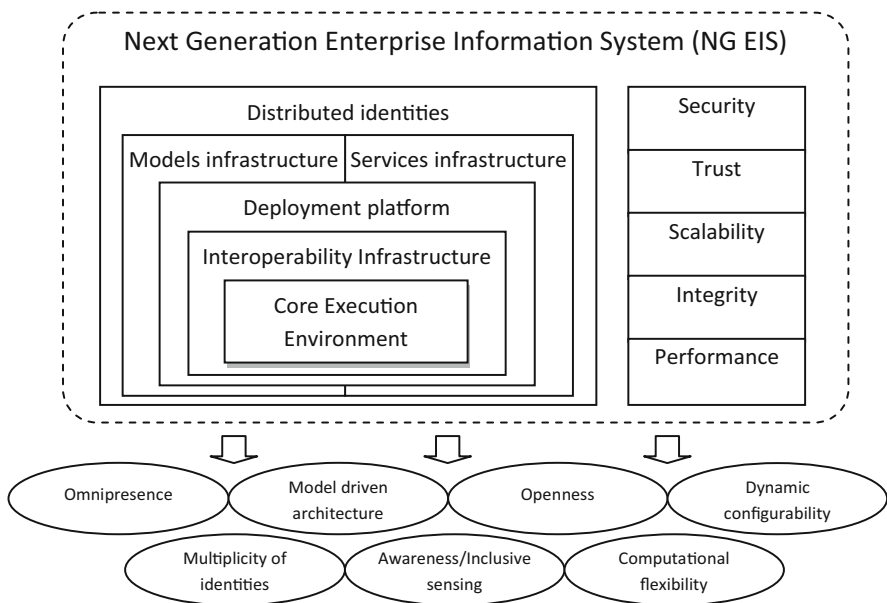 Next Generation Enterprise Information System (NG EIS)
Distributed identities
Models infrastructure
Services infrastructure
Deployment platform
Interoperability Infrastructure
Core Execution
Environment
Security
Trust
Scalability
Integrity
Performance
Omnipresence
Model driven
architecture
Openness
Dynamic
configurability
Multiplicity of
identities
Awareness/Inclusive
sensing
Computational
flexibility